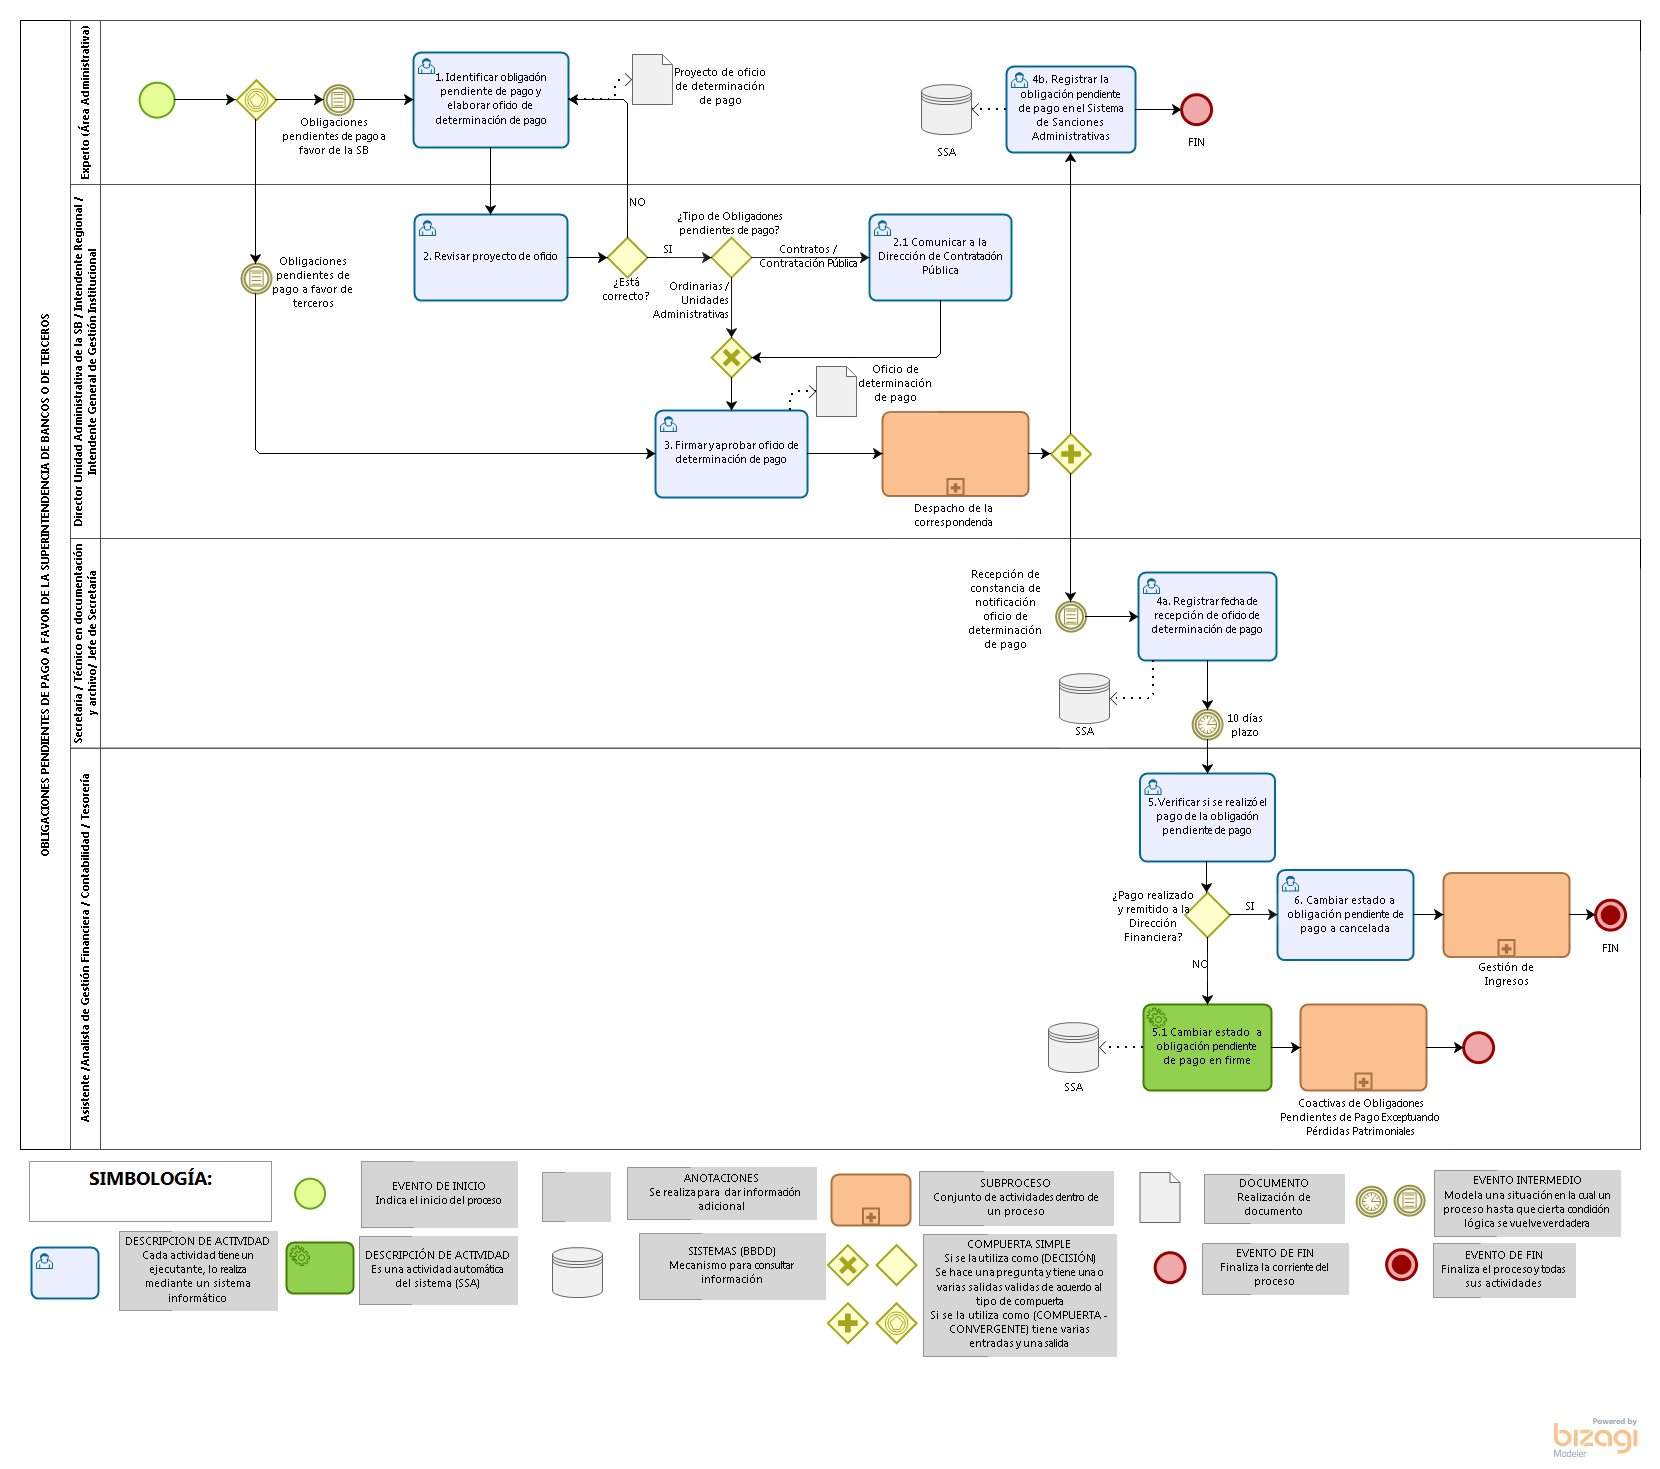 OBLIGACIONES PENDIENTES DE PAGO A FAVOR DE LA SUPERINTENDENCIA DE BANCOS O DE TERCEROS
Experto (Área Administrativa)
Obligaciones
pendientes de pago a
favor de la SB
1. Identificar obligación
pendiente de pago y
elaborar oficio de
determinación de pago
Proyecto de oficio
de determinación
de pago
SSA
4b. Registrar la
obligación pendiente
de pago en el Sistema
de Sanciones
Administrativas
FIN
Director Unidad Administrativa de la SB / Intendente Regional /
Intendente General de Gestión Institucional
Obligaciones
pendientes de
pago a favor de
terceros
2. Revisar proyecto de oficio
NO
¿Está
correcto?
SI
¿Tipo de Obligaciones
pendientes de pago?
Contratos /
Contratación Pública
Ordinarias /
Unidades
Administrativas
2.1 Comunicar a la
Dirección de Contratación
Pública
Oficio de
determinación
de pago
3. Firmar y aprobar oficio de
determinación de pago
Despacho de la
correspondencia
Secretaria / Técnico en documentación
y archivo/ Jefe de Secretaría
Recepción de
constancia de
notificación
oficio de
determinación
de pago
4a. Registrar fecha de
recepción de oficio de
determinación de pago
SSA
10 días
plazo
Asistente /Analista de Gestión Financiera / Contabilidad / Tesorería
5. Verificar si se realizó el
pago de la obligación
pendiente de pago
¿Pago realizado
y remitido a la
Dirección
Financiera?
SI
NO
6. Cambiar estado a
obligación pendiente de
pago a cancelada
Gestión de
Ingresos
FIN
SSA
5.1 Cambiar estado a
obligación pendiente
de pago en firme
Coactivas de Obligaciones
Pendientes de Pago Exceptuando
Pérdidas Patrimoniales
SIMBOLOGÍA:
EVENTO DE INICIO
Indica el inicio del proceso
ANOTACIONES
Se realiza para dar información
adicional
SUBPROCESO
Conjunto de actividades dentro de
un proceso
DOCUMENTO
Realización de
documento
EVENTO INTERMEDIO
Modela una situación en la cual un
proceso hasta que cierta condición
lógica se vuelve verdadera
DESCRIPCION DE ACTIVIDAD
Cada actividad tiene un
ejecutante, lo realiza
mediante un sistema
informático
DESCRIPCIÓN DE ACTIVIDAD
Es una actividad automática
del sistema (SSA)
SISTEMAS (BBDD)
Mecanismo para consultar
información
COMPUERTA SIMPLE
Si se la utiliza como (DECISIÓN)
Se hace una pregunta y tiene una o
varias salidas validas de acuerdo al
tipo de compuerta
Si se la utiliza como (COMPUERTA -
CONVERGENTE) tiene varias
entradas y una salida
EVENTO DE FIN
Finaliza la corriente del
proceso
EVENTO DE FIN
Finaliza el proceso y todas
sus actividades
Powered by
bizagi
Modeler